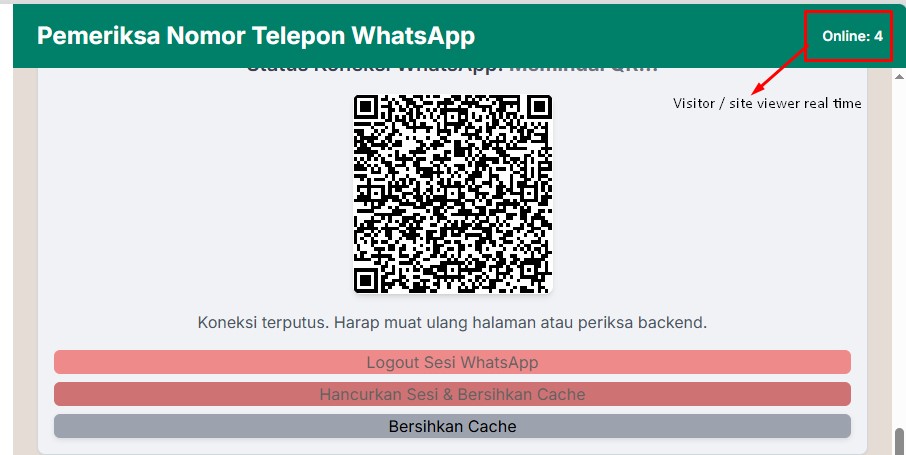 Pemeriksa Nomor Telepon WhatsApp
Online: 4
Status Koneksi WhatsApp: Memindai QR...
Visitor / site viewer real time
Koneksi terputus. Harap muat ulang halaman atau periksa backend.
Logout Sesi WhatsApp
Hancurkan Sesi & Bersihkan Cache
Bersihkan Cache